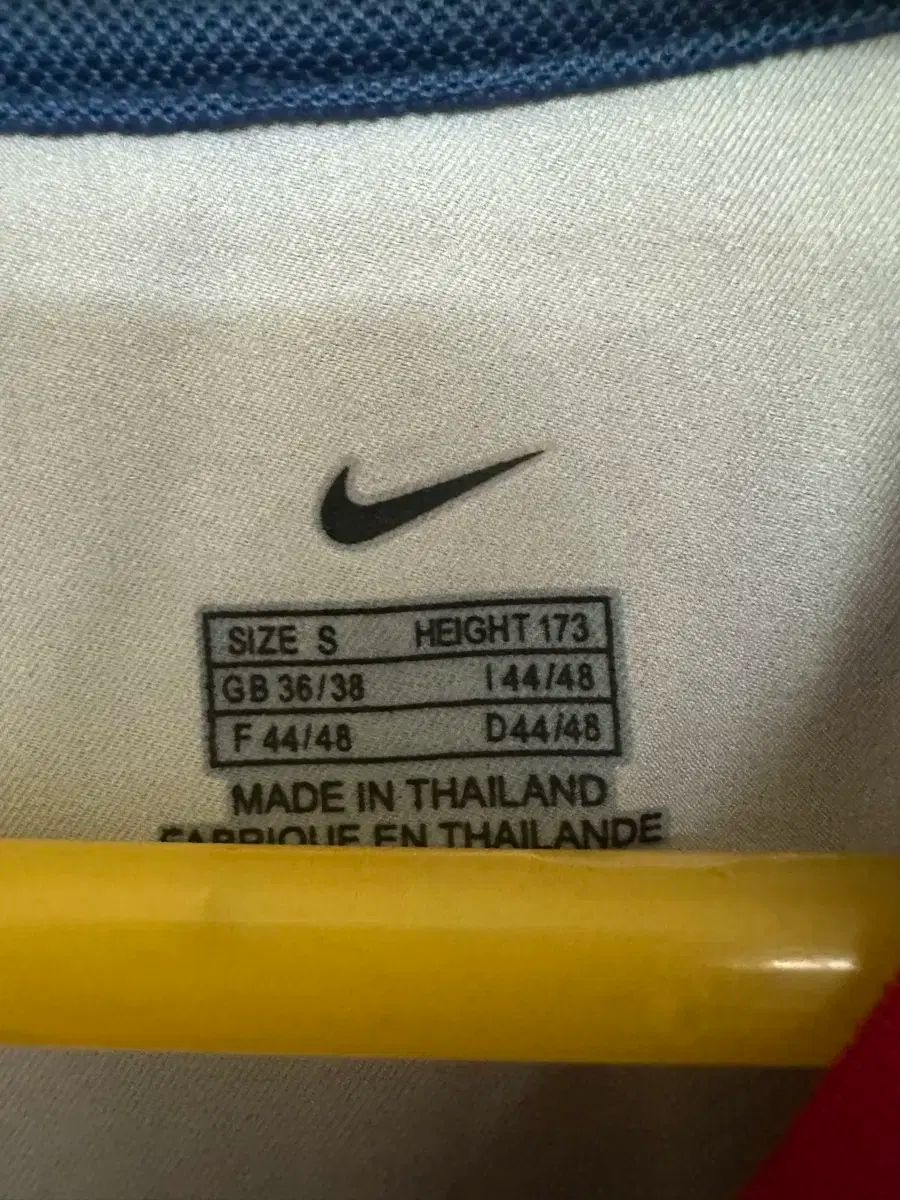 SIZE S HEIGHT 173
GB 36/38 I 44/48
F 44/48 D44/48
MADE IN THAILAND
FABRIQUE EN THAILANDE